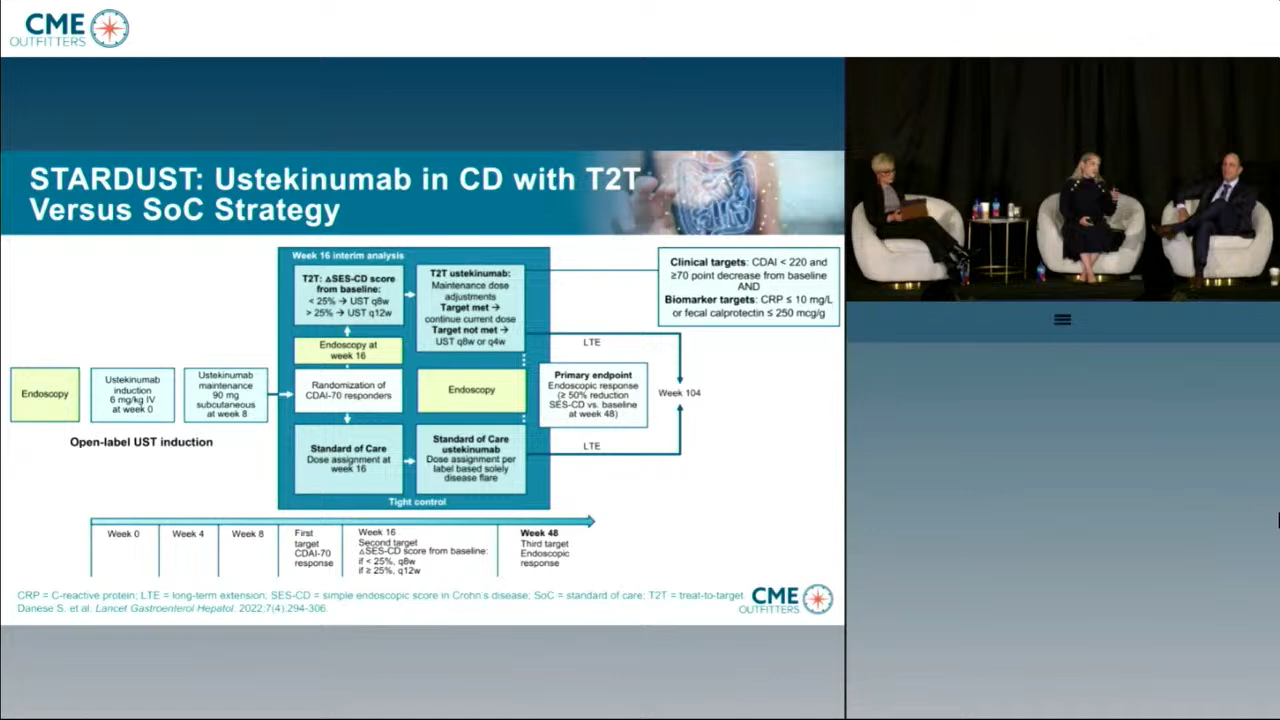 CME
OUTFITTERS
STARDUST: Ustekinumab in CD with T2T
Versus SoC Strategy
Week 16 interim analysis
T2T: ΔSES-CD score
from baseline:
< 25% → UST q8w
> 25% → UST q12w
T2T ustekinumab:
Maintenance dose
adjustments
Target met →
continue current dose
Target not met →
UST q8w or q4w
Clinical targets: CDAI < 220 and
≥70 point decrease from baseline
AND
Biomarker targets: CRP ≤ 10 mg/L
or fecal calprotectin ≤ 250 mcg/g
Endoscopy at
week 16
LTE
Endoscopy
Ustekinumab
induction
6 mg/kg IV
at week 0
Ustekinumab
maintenance
90 mg
subcutaneous
at week 8
Randomization of
CDAI-70 responders
Endoscopy
Primary endpoint
Endoscopic response
(≥ 50% reduction
SES-CD vs. baseline
at week 48)
Week 104
Open-label UST induction
Standard of Care
Dose assignment at
week 16
Standard of Care
ustekinumab
Dose assignment per
label based solely
disease flare
LTE
Tight control
Week 0
Week 4
Week 8
First
target
CDAI-70
response
Week 16
Second target
ΔSES-CD score from baseline:
if < 25%, q8w
if ≥ 25%, q12w
Week 48
Third target
Endoscopic
response
CRP = C-reactive protein; LTE = long-term extension; SES-CD = simple endoscopic score in Crohn's disease; SoC = standard of care; T2T = treat-to-target
Danese S. et al. Lancet Gastroenterol Hepatol. 2022;7(4):294-306.
CME
OUTFITTERS